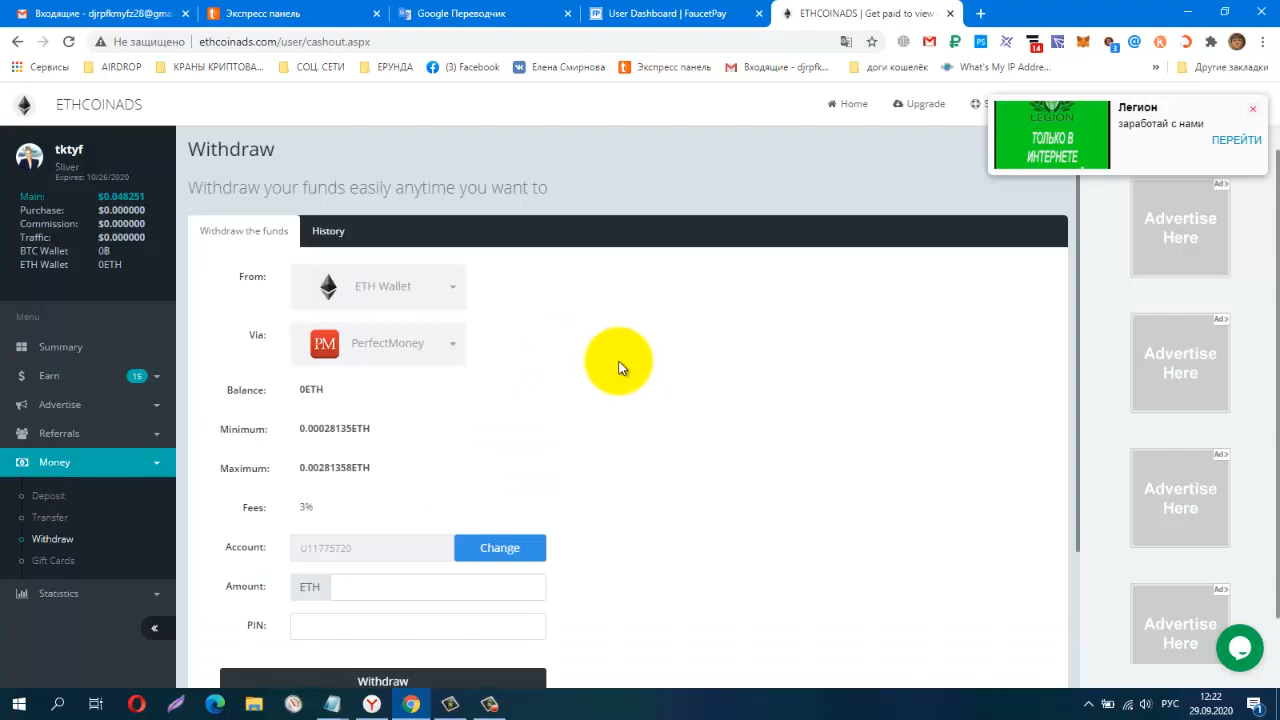 Входящие - djrpfkmyfz28@gma
Экспресс панель
Google Переводчик
User Dashboard | FaucetPay
ETHCOINADS | Get paid to view
Не защищено
ethcoinads.com/user/cashout.aspx
14
3
Сервисы
AIRDROP
КРАНЫ КРИПТОВА...
СОЦ. СЕТИ
ЕРУНДА
(3) Facebook
Елена Смирнова
Экспресс панель
Входящие - djrpfk...
доги кошелёк
What's My IP Addre...
»
Другие закладки
ETHCOINADS
Home
Upgrade
S
LEGION
ТОЛЬКО В
ИНТЕРНЕТЕ
Легион
заработай с нами
ПЕРЕЙТИ
tktyf
Sliver
Expires: 10/26/2020
Main: $0.048251
Purchase: $0.000000
Commission: $0.000000
Traffic: $0.000000
BTC Wallet 0Ƀ
ETH Wallet 0ETH
Menu
Summary
Earn 15
Advertise
Referrals
Money
Deposit
Transfer
Withdraw
Gift Cards
Statistics
«
Withdraw
Withdraw your funds easily anytime you want to
Withdraw the funds
History
From: ETH Wallet
Via: PM PerfectMoney
Balance: 0ETH
Minimum: 0.00028135ETH
Maximum: 0.00281358ETH
Fees: 3%
Account: U11775720 Change
Amount: ETH
PIN:
Withdraw
Ad>
Advertise
Here
Ad>
Advertise
Here
Ad>
Advertise
Here
Ad>
Advertise
Here
РУС
12:22
29.09.2020
1